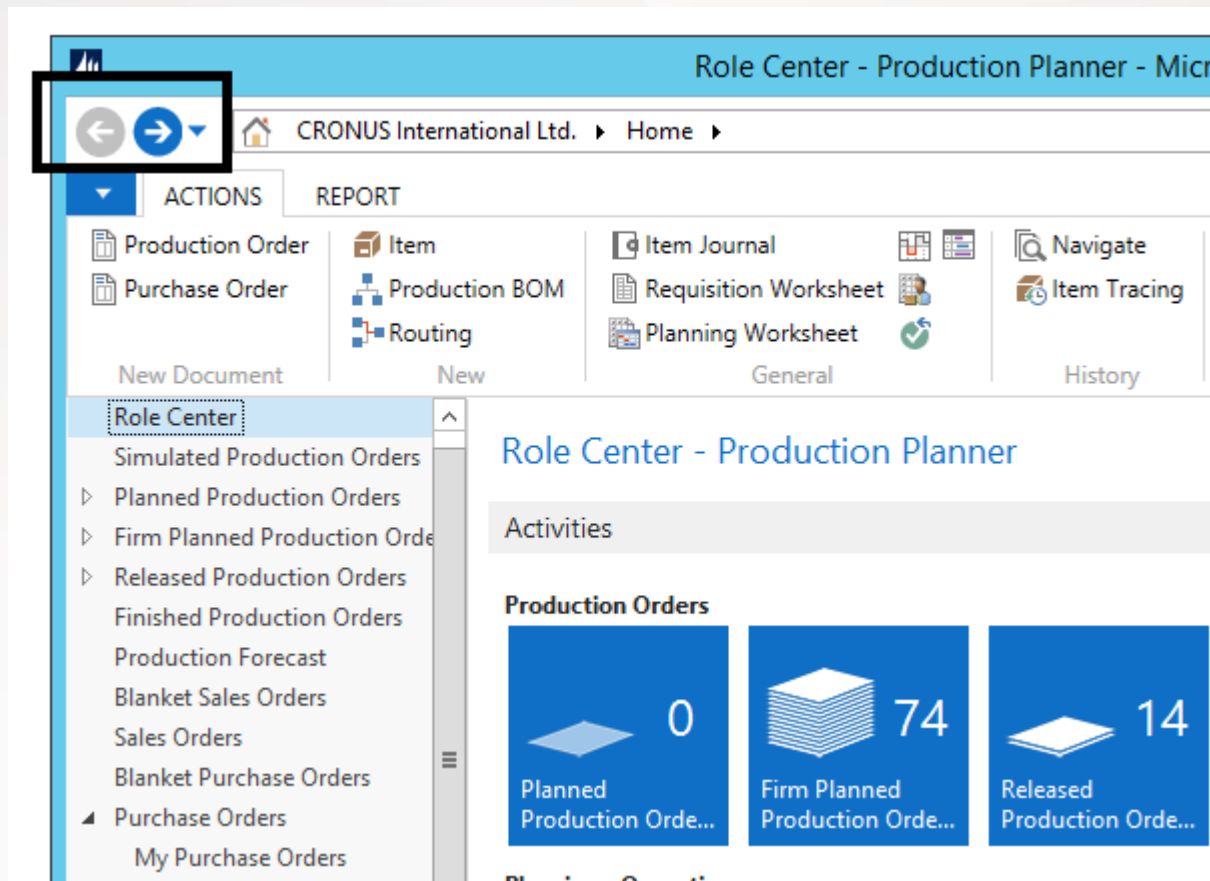 Role Center - Production Planner - Micr
CRONUS International Ltd. Home
ACTIONS REPORT
Production Order Item Item Journal Navigate
Purchase Order Production BOM Requisition Worksheet Item Tracing
Routing Planning Worksheet
New Document New General History
Role Center
Simulated Production Orders
Planned Production Orders
Firm Planned Production Orde
Released Production Orders
Finished Production Orders
Production Forecast
Blanket Sales Orders
Sales Orders
Blanket Purchase Orders
Purchase Orders
My Purchase Orders
Role Center - Production Planner
Activities
Production Orders
0 74 14
Planned Firm Planned Released
Production Orde... Production Orde... Production Orde...